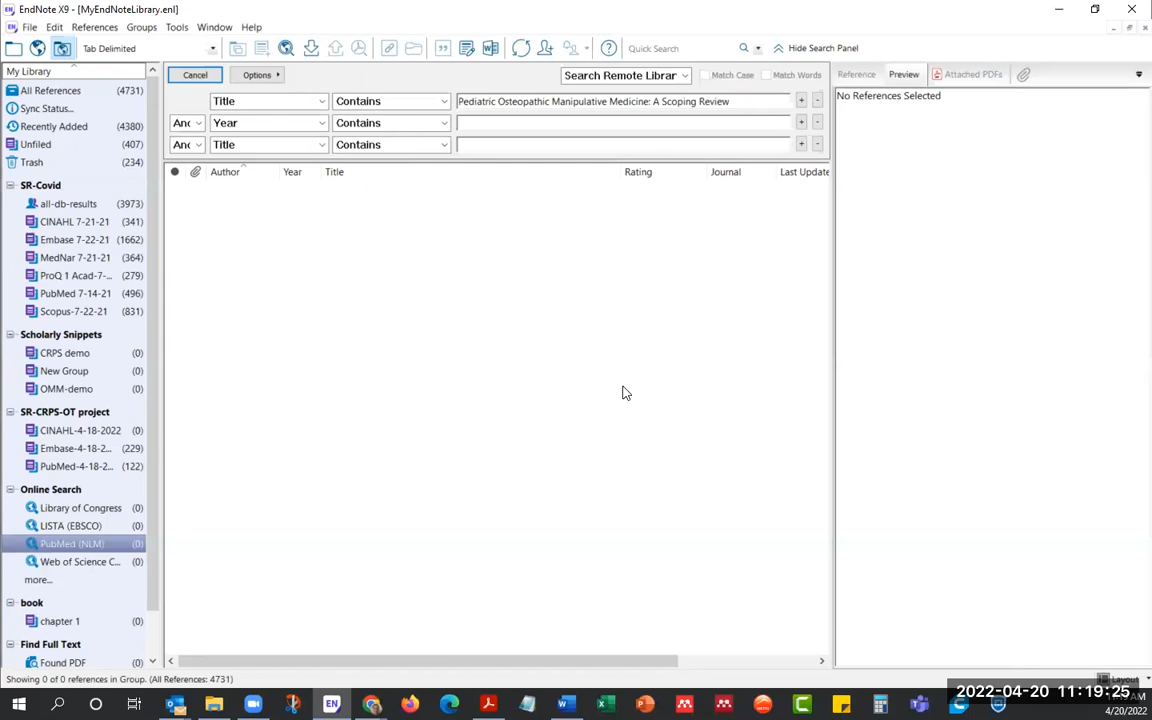 EndNote X9 - [MyEndNoteLibrary.enl]
File Edit References Groups Tools Window Help
Tab Delimited
Quick Search
Hide Search Panel
My Library
All References (4731)
Sync Status...
Recently Added (4380)
Unfiled (407)
Trash (234)
SR-Covid
all-db-results (3973)
CINAHL 7-21-21 (341)
Embase 7-22-21 (1662)
MedNar 7-21-21 (364)
ProQ 1 Acad-7-... (279)
PubMed 7-14-21 (496)
Scopus-7-22-21 (831)
Scholarly Snippets
CRPS demo (0)
New Group (0)
OMM-demo (0)
SR-CRPS-OT project
CINAHL-4-18-2022 (0)
Embase-4-18-2... (229)
PubMed-4-18-2... (122)
Online Search
Library of Congress (0)
LISTA (EBSCO) (0)
PubMed (NLM) (0)
Web of Science C... (0)
more...
book
chapter 1 (0)
Find Full Text
Found PDF (0)
Cancel Options Search Remote Librar Match Case Match Words
Title Contains Pediatric Osteopathic Manipulative Medicine: A Scoping Review + -
And Year Contains + -
And Title Contains + -
Author Year Title Rating Journal Last Update
Reference Preview Attached PDFs
No References Selected
Showing 0 of 0 references in Group. (All References: 4731)
Layout
2022-04-20 11:19:25
4/20/2022